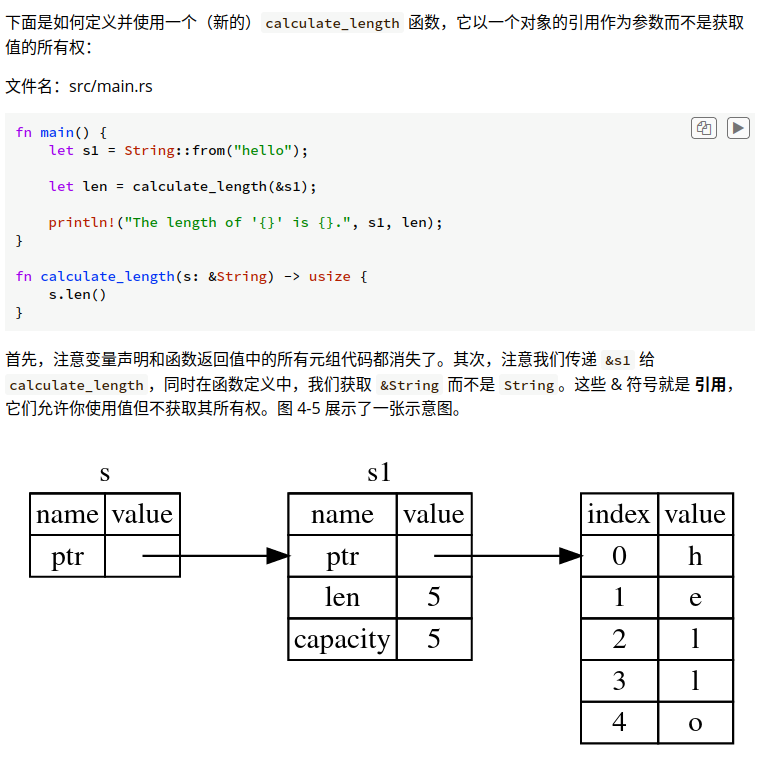 下面是如何定义并使用一个（新的）calculate_length 函数，它以一个对象的引用作为参数而不是获取
值的所有权：
文件名：src/main.rs
fn main() {
    let s1 = String::from("hello");
    let len = calculate_length(&s1);
    println!("The length of '{}' is {}.", s1, len);
}
fn calculate_length(s: &String) -> usize {
    s.len()
}
首先，注意变量声明和函数返回值中的所有元组代码都消失了。其次，注意我们传递 &s1 给
calculate_length，同时在函数定义中，我们获取 &String 而不是 String。这些 & 符号就是 引用，
它们允许你使用值但不获取其所有权。图 4-5 展示了一张示意图。
s
name value
ptr
s1
name value
ptr
len 5
capacity 5
index value
0 h
1 e
2 l
3 l
4 o